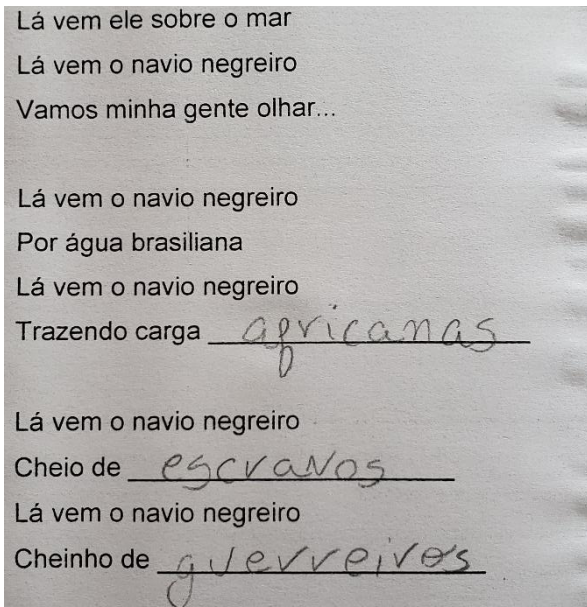 Lá vem ele sobre o mar
Lá vem o navio negreiro
Vamos minha gente olhar...
Lá vem o navio negreiro
Por água brasiliana
Lá vem o navio negreiro
Trazendo carga africanas
Lá vem o navio negreiro
Cheio de escravos
Lá vem o navio negreiro
Cheinho de guerreiros